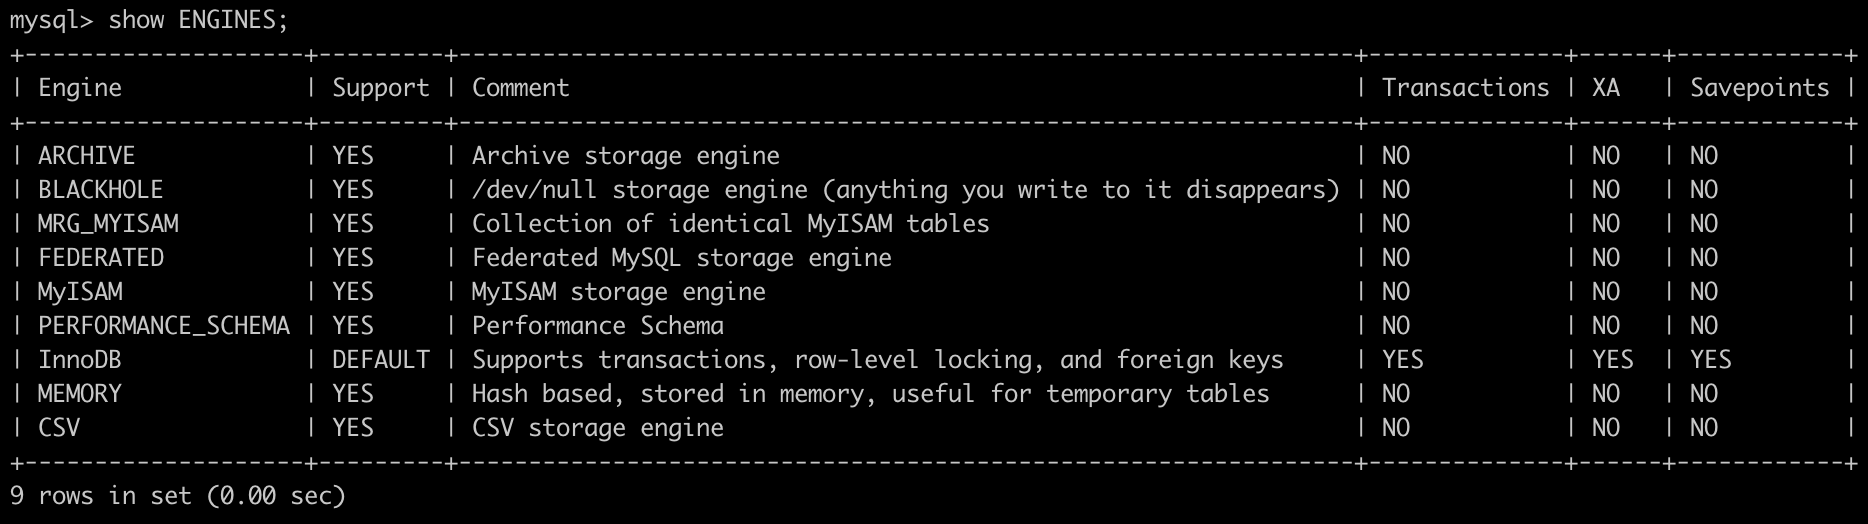 mysql> show ENGINES;
+--------------------+---------+----------------------------------------------------------------+--------------+------+------------+
| Engine             | Support | Comment                                                        | Transactions | XA   | Savepoints |
+--------------------+---------+----------------------------------------------------------------+--------------+------+------------+
| ARCHIVE            | YES     | Archive storage engine                                         | NO           | NO   | NO         |
| BLACKHOLE          | YES     | /dev/null storage engine (anything you write to it disappears) | NO           | NO   | NO         |
| MRG_MYISAM         | YES     | Collection of identical MyISAM tables                          | NO           | NO   | NO         |
| FEDERATED          | YES     | Federated MySQL storage engine                                 | NO           | NO   | NO         |
| MyISAM             | YES     | MyISAM storage engine                                          | NO           | NO   | NO         |
| PERFORMANCE_SCHEMA | YES     | Performance Schema                                             | NO           | NO   | NO         |
| InnoDB             | DEFAULT | Supports transactions, row-level locking, and foreign keys     | YES          | YES  | YES        |
| MEMORY             | YES     | Hash based, stored in memory, useful for temporary tables      | NO           | NO   | NO         |
| CSV                | YES     | CSV storage engine                                             | NO           | NO   | NO         |
+--------------------+---------+----------------------------------------------------------------+--------------+------+------------+
9 rows in set (0.00 sec)